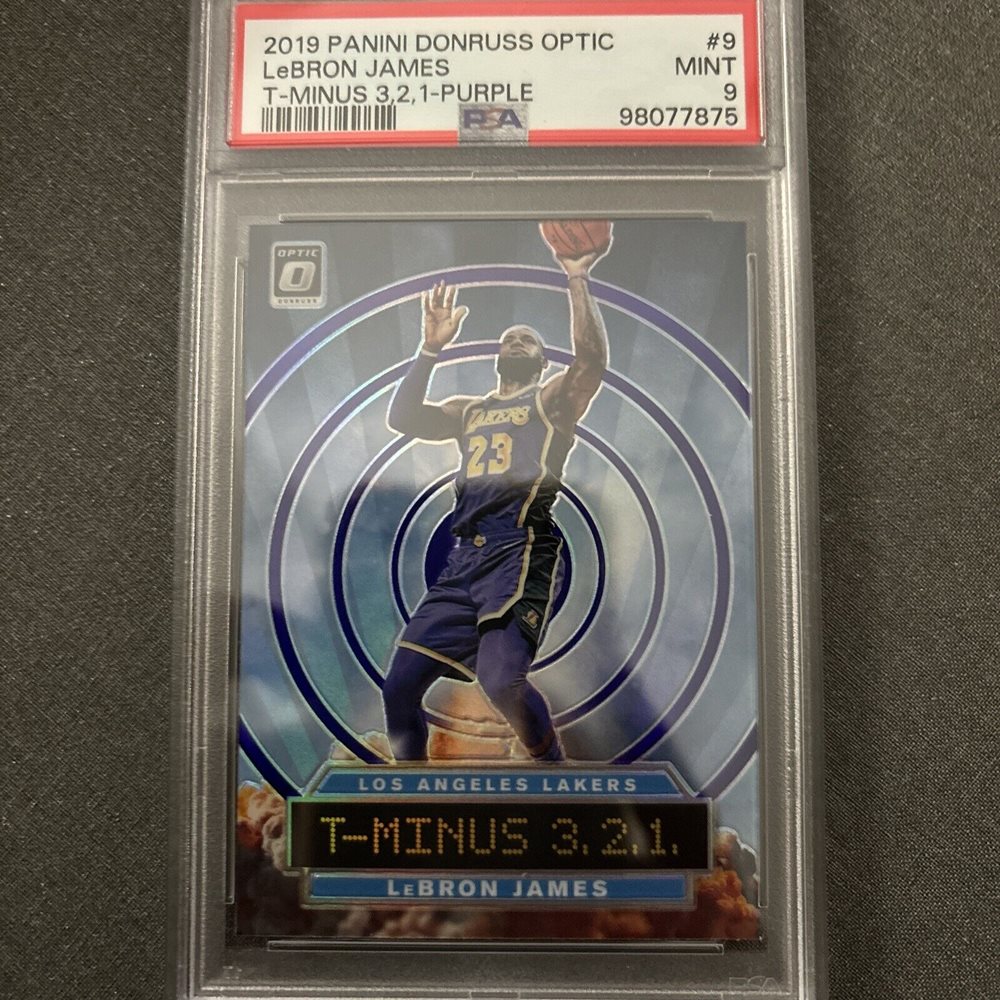 2019 PANINI DONRUSS OPTIC #9
LeBRON JAMES MINT
T-MINUS 3,2,1-PURPLE 9
PSA 98077875
OPTIC
DONRUSS
LAKERS
23
LOS ANGELES LAKERS
T-MINUS 3.2.1.
LeBRON JAMES